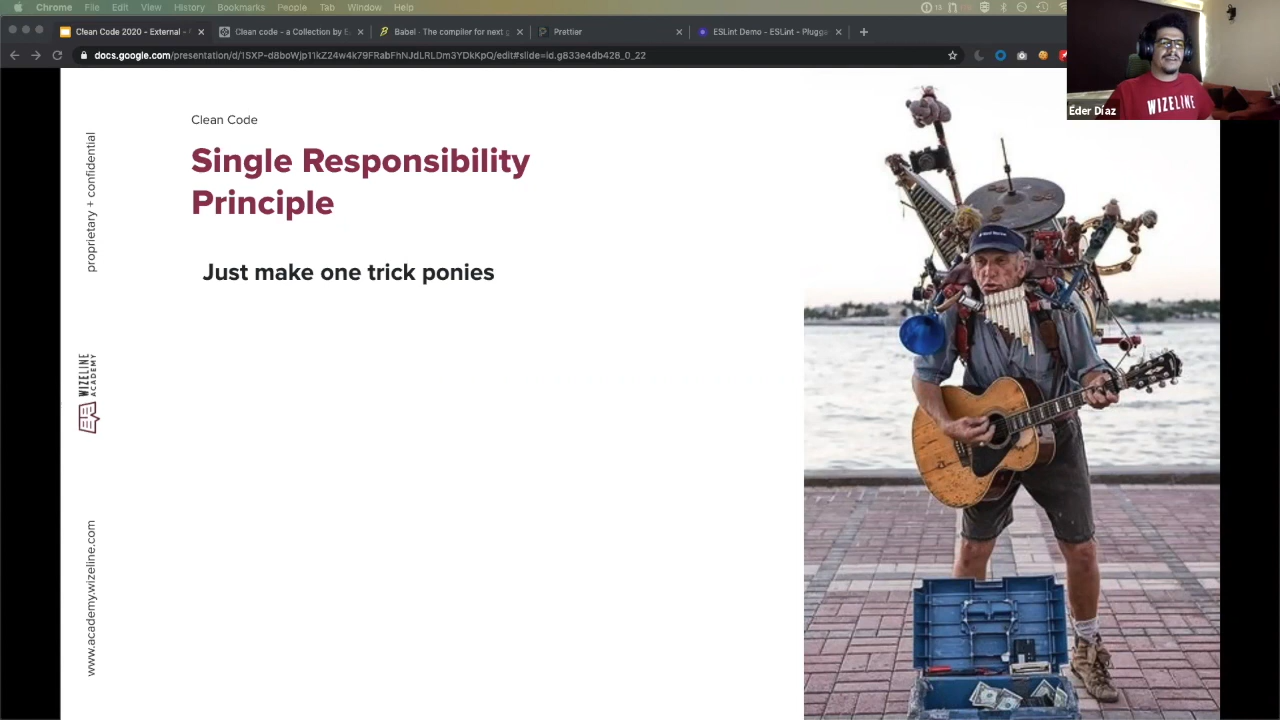 Chrome File Edit View History Bookmarks People Tab Window Help
Clean Code 2020 - External -
Clean code - a Collection by
Babel · The compiler for next g
Prettier
ESLint Demo - ESLint - Plugga
docs.google.com/presentation/d/1SXP-d8boWJp11kZ24w4k79FRabFhNJdLRLDm3YDkKpQ/edit#slide=id.g833e4db428_0_22
WIZELINE
Éder Díaz
Clean Code
Single Responsibility
Principle
Just make one trick ponies
proprietary + confidential
WIZELINE
ACADEMY
www.academy.wizeline.com